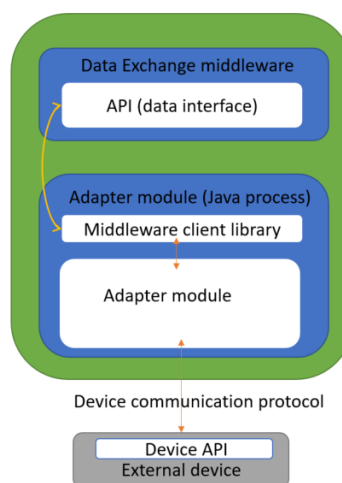 Data Exchange middleware
API (data interface)
Adapter module (Java process)
Middleware client library
Adapter module
Device communication protocol
Device API
External device